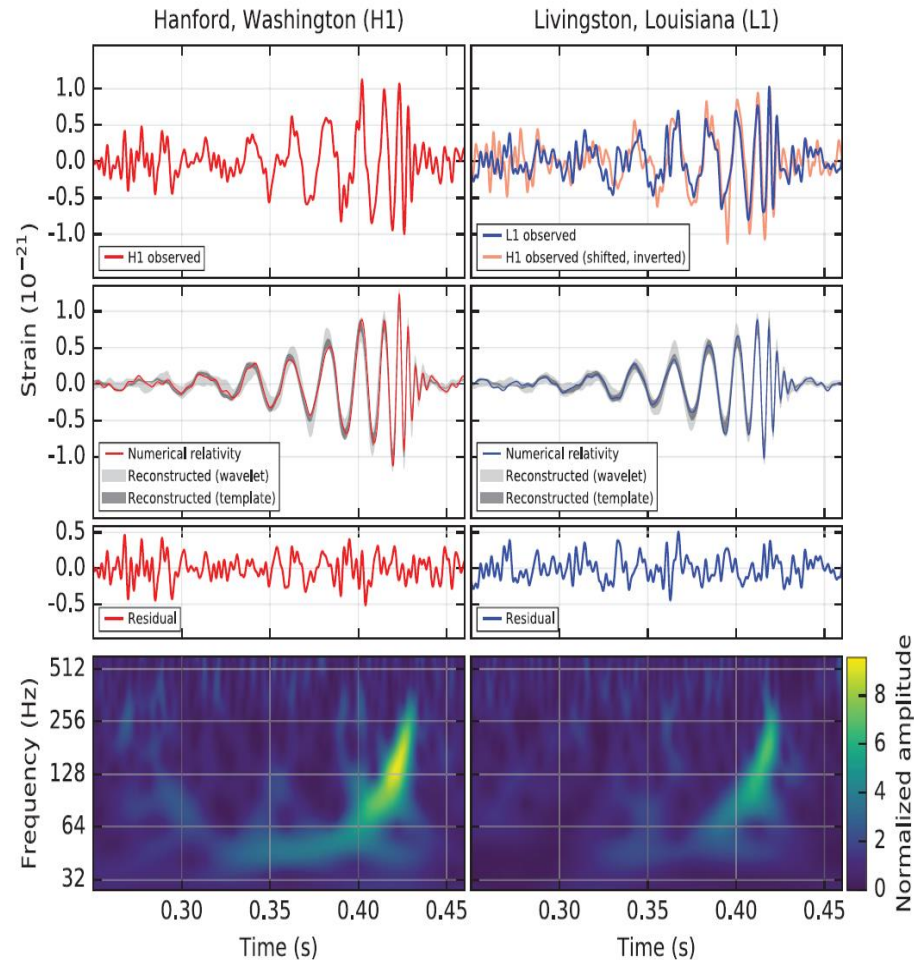 Hanford, Washington (H1)
Livingston, Louisiana (L1)
1.0
0.5
0.0
-0.5
-1.0
H1 observed
L1 observed
H1 observed (shifted, inverted)
Strain (10⁻²¹)
1.0
0.5
0.0
-0.5
-1.0
Numerical relativity
Reconstructed (wavelet)
Reconstructed (template)
Numerical relativity
Reconstructed (wavelet)
Reconstructed (template)
0.5
0.0
-0.5
Residual
Residual
Frequency (Hz)
512
256
128
64
32
8
6
4
2
0
Normalized amplitude
0.30
0.35
0.40
0.45
0.30
0.35
0.40
0.45
Time (s)
Time (s)